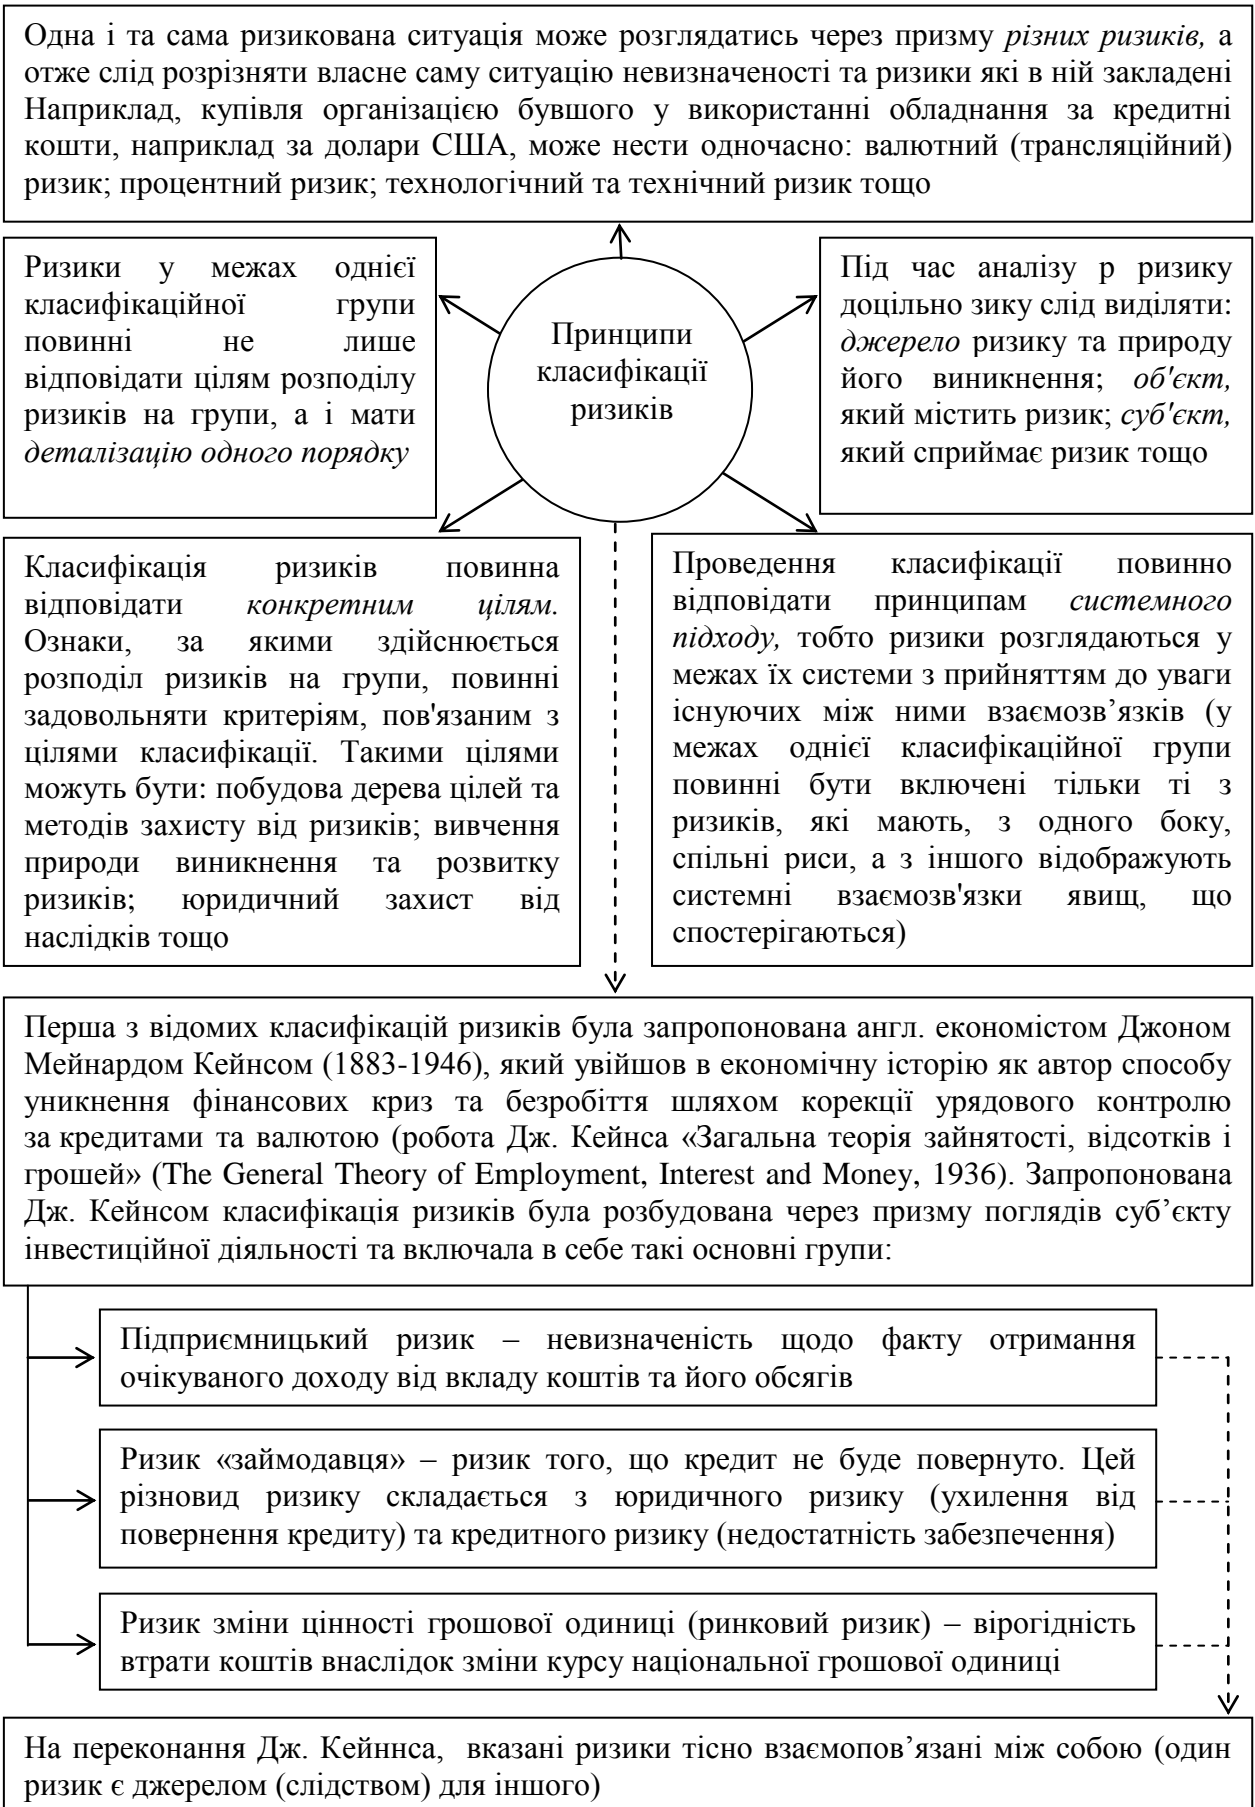 Одна і та сама ризикована ситуація може розглядатись через призму різних ризиків, а
отже слід розрізняти власне саму ситуацію невизначеності та ризики які в ній закладені
Наприклад, купівля організацією бувшого у використанні обладнання за кредитні
кошти, наприклад за долари США, може нести одночасно: валютний (трансляційний)
ризик; процентний ризик; технологічний та технічний ризик тощо
Ризики у межах однієї
класифікаційної групи
повинні не лише
відповідати цілям розподілу
ризиків на групи, а і мати
деталізацію одного порядку
Принципи
класифікації
ризиків
Під час аналізу р ризику
доцільно зику слід виділяти:
джерело ризику та природу
його виникнення; об'єкт,
який містить ризик; суб'єкт,
який сприймає ризик тощо
Класифікація ризиків повинна
відповідати конкретним цілям.
Ознаки, за якими здійснюється
розподіл ризиків на групи, повинні
задовольняти критеріям, пов'язаним з
цілями класифікації. Такими цілями
можуть бути: побудова дерева цілей та
методів захисту від ризиків; вивчення
природи виникнення та розвитку
ризиків; юридичний захист від
наслідків тощо
Проведення класифікації повинно
відповідати принципам системного
підходу, тобто ризики розглядаються у
межах їх системи з прийняттям до уваги
існуючих між ними взаємозв’язків (у
межах однієї класифікаційної групи
повинні бути включені тільки ті з
ризиків, які мають, з одного боку,
спільні риси, а з іншого відображують
системні взаємозв'язки явищ, що
спостерігаються)
Перша з відомих класифікацій ризиків була запропонована англ. економістом Джоном
Мейнардом Кейнсом (1883-1946), який увійшов в економічну історію як автор способу
уникнення фінансових криз та безробіття шляхом корекції урядового контролю
за кредитами та валютою (робота Дж. Кейнса «Загальна теорія зайнятості, відсотків і
грошей» (The General Theory of Employment, Interest and Money, 1936). Запропонована
Дж. Кейнсом класифікація ризиків була розбудована через призму поглядів суб’єкту
інвестиційної діяльності та включала в себе такі основні групи:
Підприємницький ризик – невизначеність щодо факту отримання
очікуваного доходу від вкладу коштів та його обсягів
Ризик «займодавця» – ризик того, що кредит не буде повернуто. Цей
різновид ризику складається з юридичного ризику (ухилення від
повернення кредиту) та кредитного ризику (недостатність забезпечення)
Ризик зміни цінності грошової одиниці (ринковий ризик) – вірогідність
втрати коштів внаслідок зміни курсу національної грошової одиниці
На переконання Дж. Кейннса, вказані ризики тісно взаємопов’язані між собою (один
ризик є джерелом (слідством) для іншого)